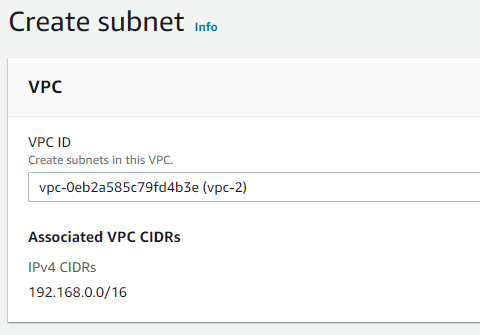 Create subnet Info
VPC
VPC ID
Create subnets in this VPC.
vpc-0eb2a585c79fd4b3e (vpc-2)
Associated VPC CIDRs
IPv4 CIDRs
192.168.0.0/16